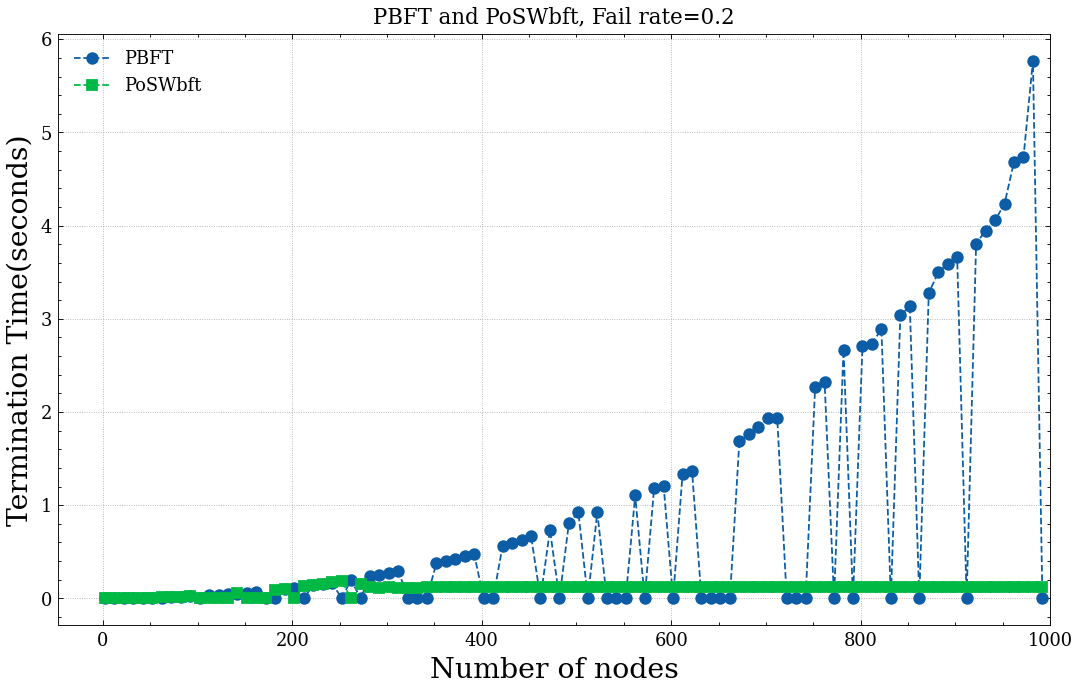 PBFT and PoSWbft, Fail rate=0.2
PBFT
PoSWbft
Termination Time(seconds)
6
5
4
3
2
1
0
0 200 400 600 800 1000
Number of nodes